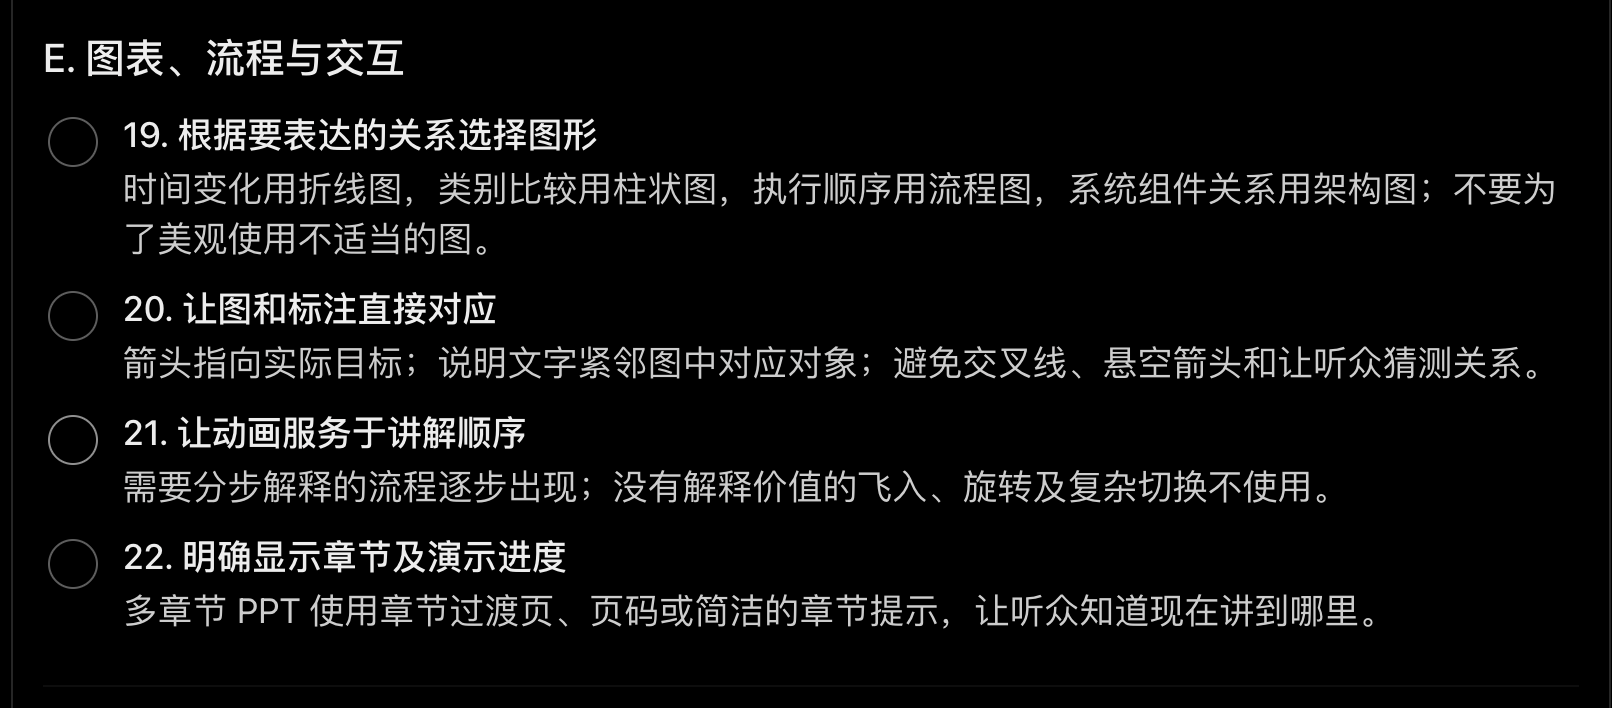 E. 图表、流程与交互
19. 根据要表达的关系选择图形
时间变化用折线图，类别比较用柱状图，执行顺序用流程图，系统组件关系用架构图；不要为
了美观使用不适当的图。
20. 让图和标注直接对应
箭头指向实际目标；说明文字紧邻图中对应对象；避免交叉线、悬空箭头和让听众猜测关系。
21. 让动画服务于讲解顺序
需要分步解释的流程逐步出现；没有解释价值的飞入、旋转及复杂切换不使用。
22. 明确显示章节及演示进度
多章节 PPT 使用章节过渡页、页码或简洁的章节提示，让听众知道现在讲到哪里。